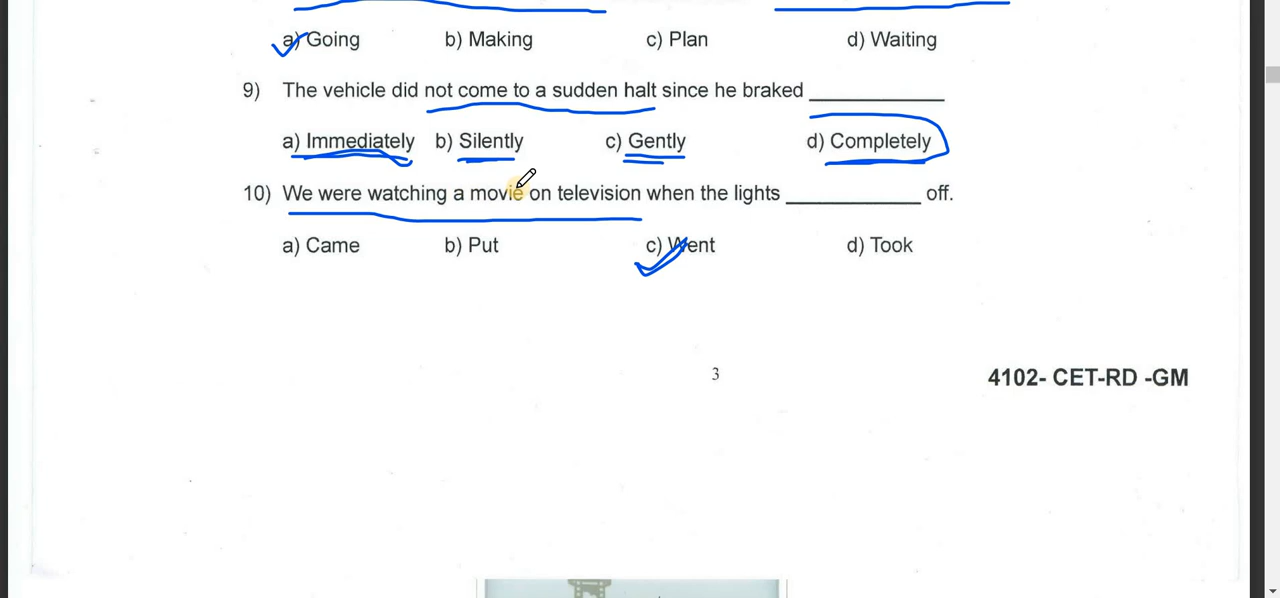 a) Going b) Making c) Plan d) Waiting
9) The vehicle did not come to a sudden halt since he braked ____________
a) Immediately b) Silently c) Gently d) Completely
10) We were watching a movie on television when the lights ____________ off.
a) Came b) Put c) Went d) Took
3
4102- CET-RD -GM